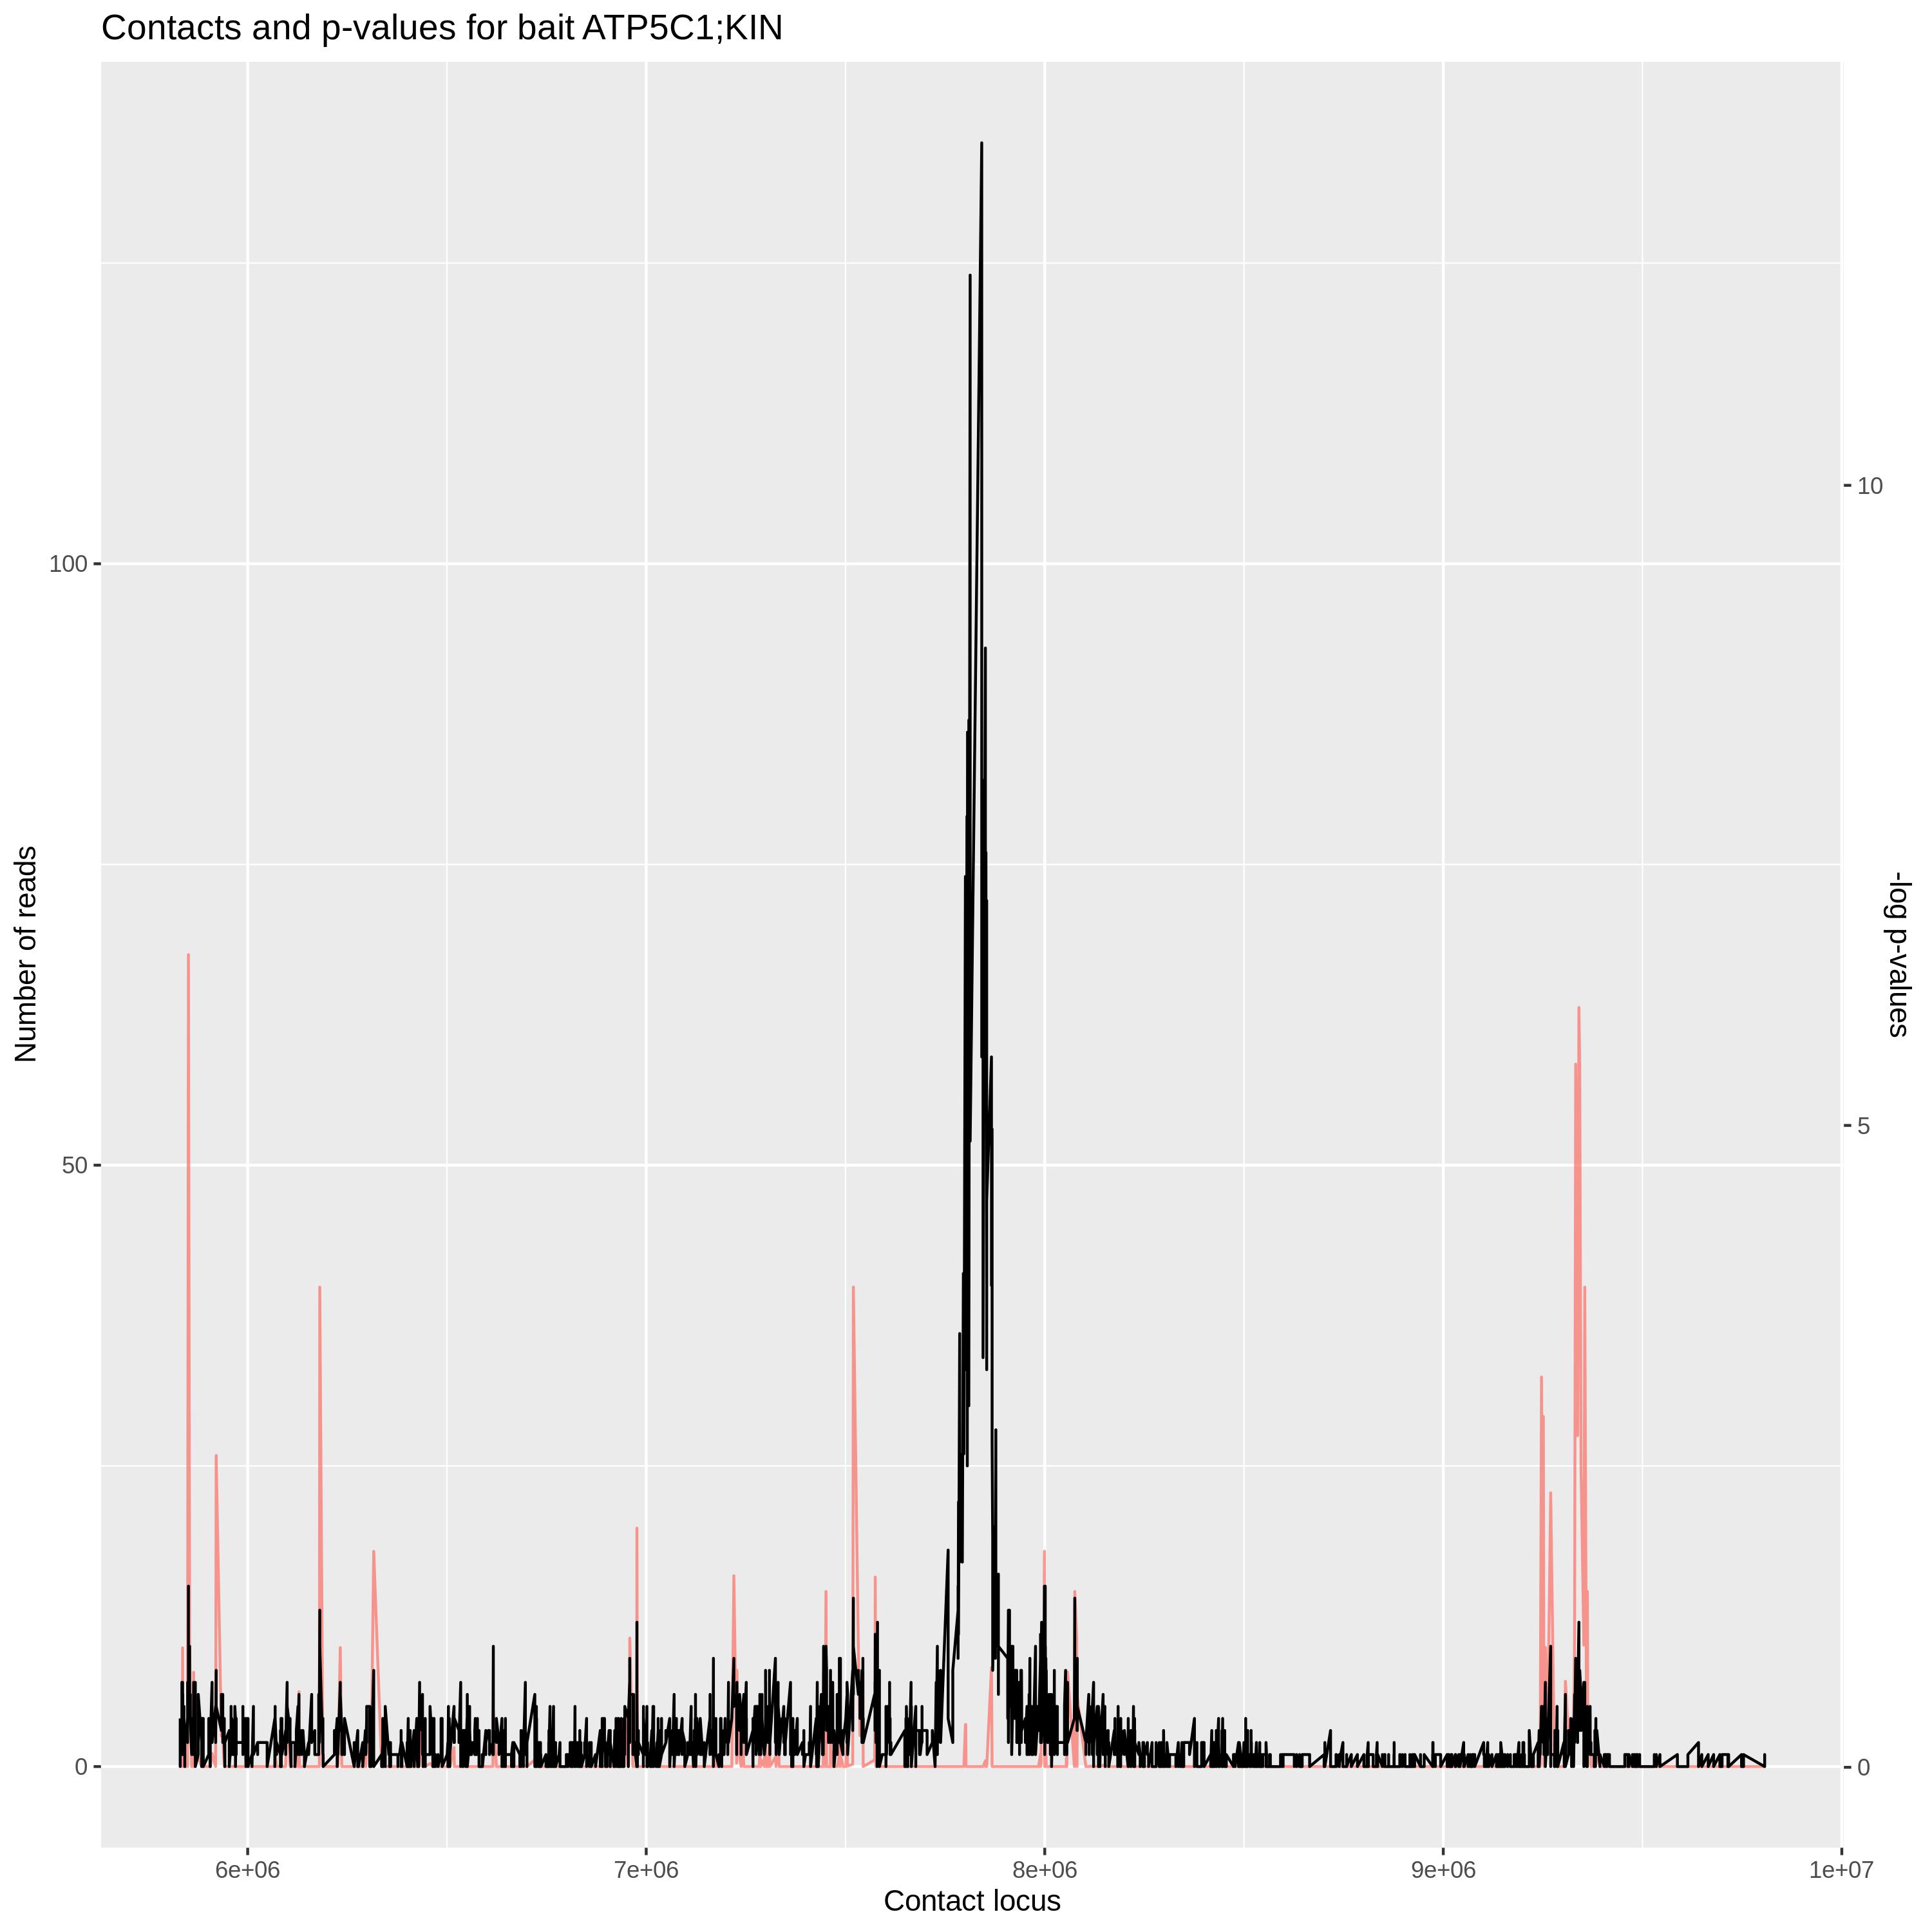 Contacts and p-values for bait ATP5C1;KIN
100
50
0
Number of reads
10
5
0
-log p-values
6e+06
7e+06
8e+06
9e+06
1e+07
Contact locus